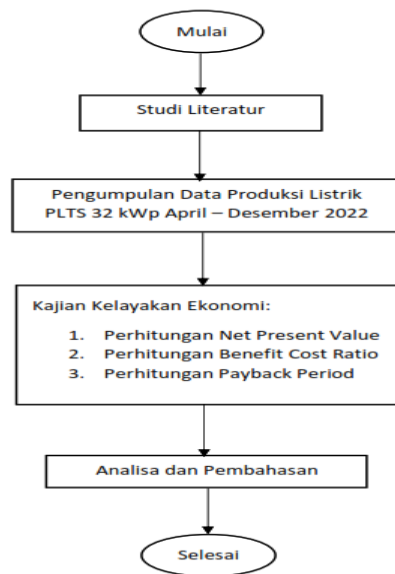 Mulai
Studi Literatur
Pengumpulan Data Produksi Listrik
PLTS 32 kWp April – Desember 2022
Kajian Kelayakan Ekonomi:
1. Perhitungan Net Present Value
2. Perhitungan Benefit Cost Ratio
3. Perhitungan Payback Period
Analisa dan Pembahasan
Selesai